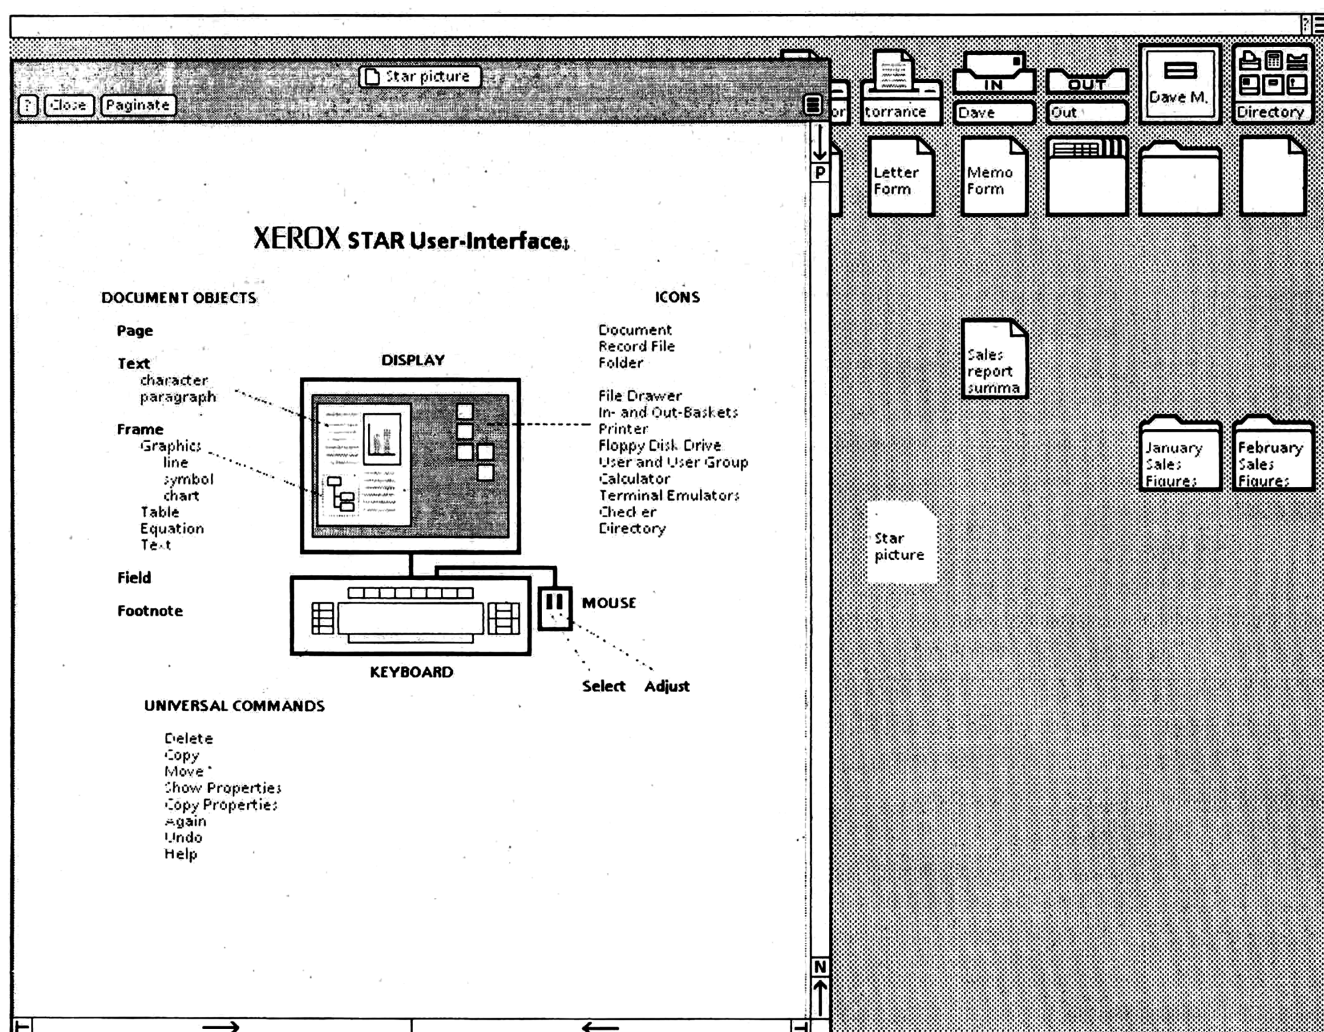 ?
Star picture
? Close Paginate
IN
OUT
Dave M.
or
torrance
Dave
Out
Directory
P
Letter
Form
Memo
Form
XEROX STAR User-Interface
DOCUMENT OBJECTS
Page
Text
character
paragraph
Frame
Graphics
line
symbol
chart
Table
Equation
Text
Field
Footnote
DISPLAY
ICONS
Document
Record File
Folder
File Drawer
In- and Out-Baskets
Printer
Floppy Disk Drive
User and User Group
Calculator
Terminal Emulators
Checker
Directory
MOUSE
KEYBOARD
Select Adjust
UNIVERSAL COMMANDS
Delete
Copy
Move
Show Properties
Copy Properties
Again
Undo
Help
N
Sales
report
summa
January
Sales
Figures
February
Sales
Figures
Star
picture